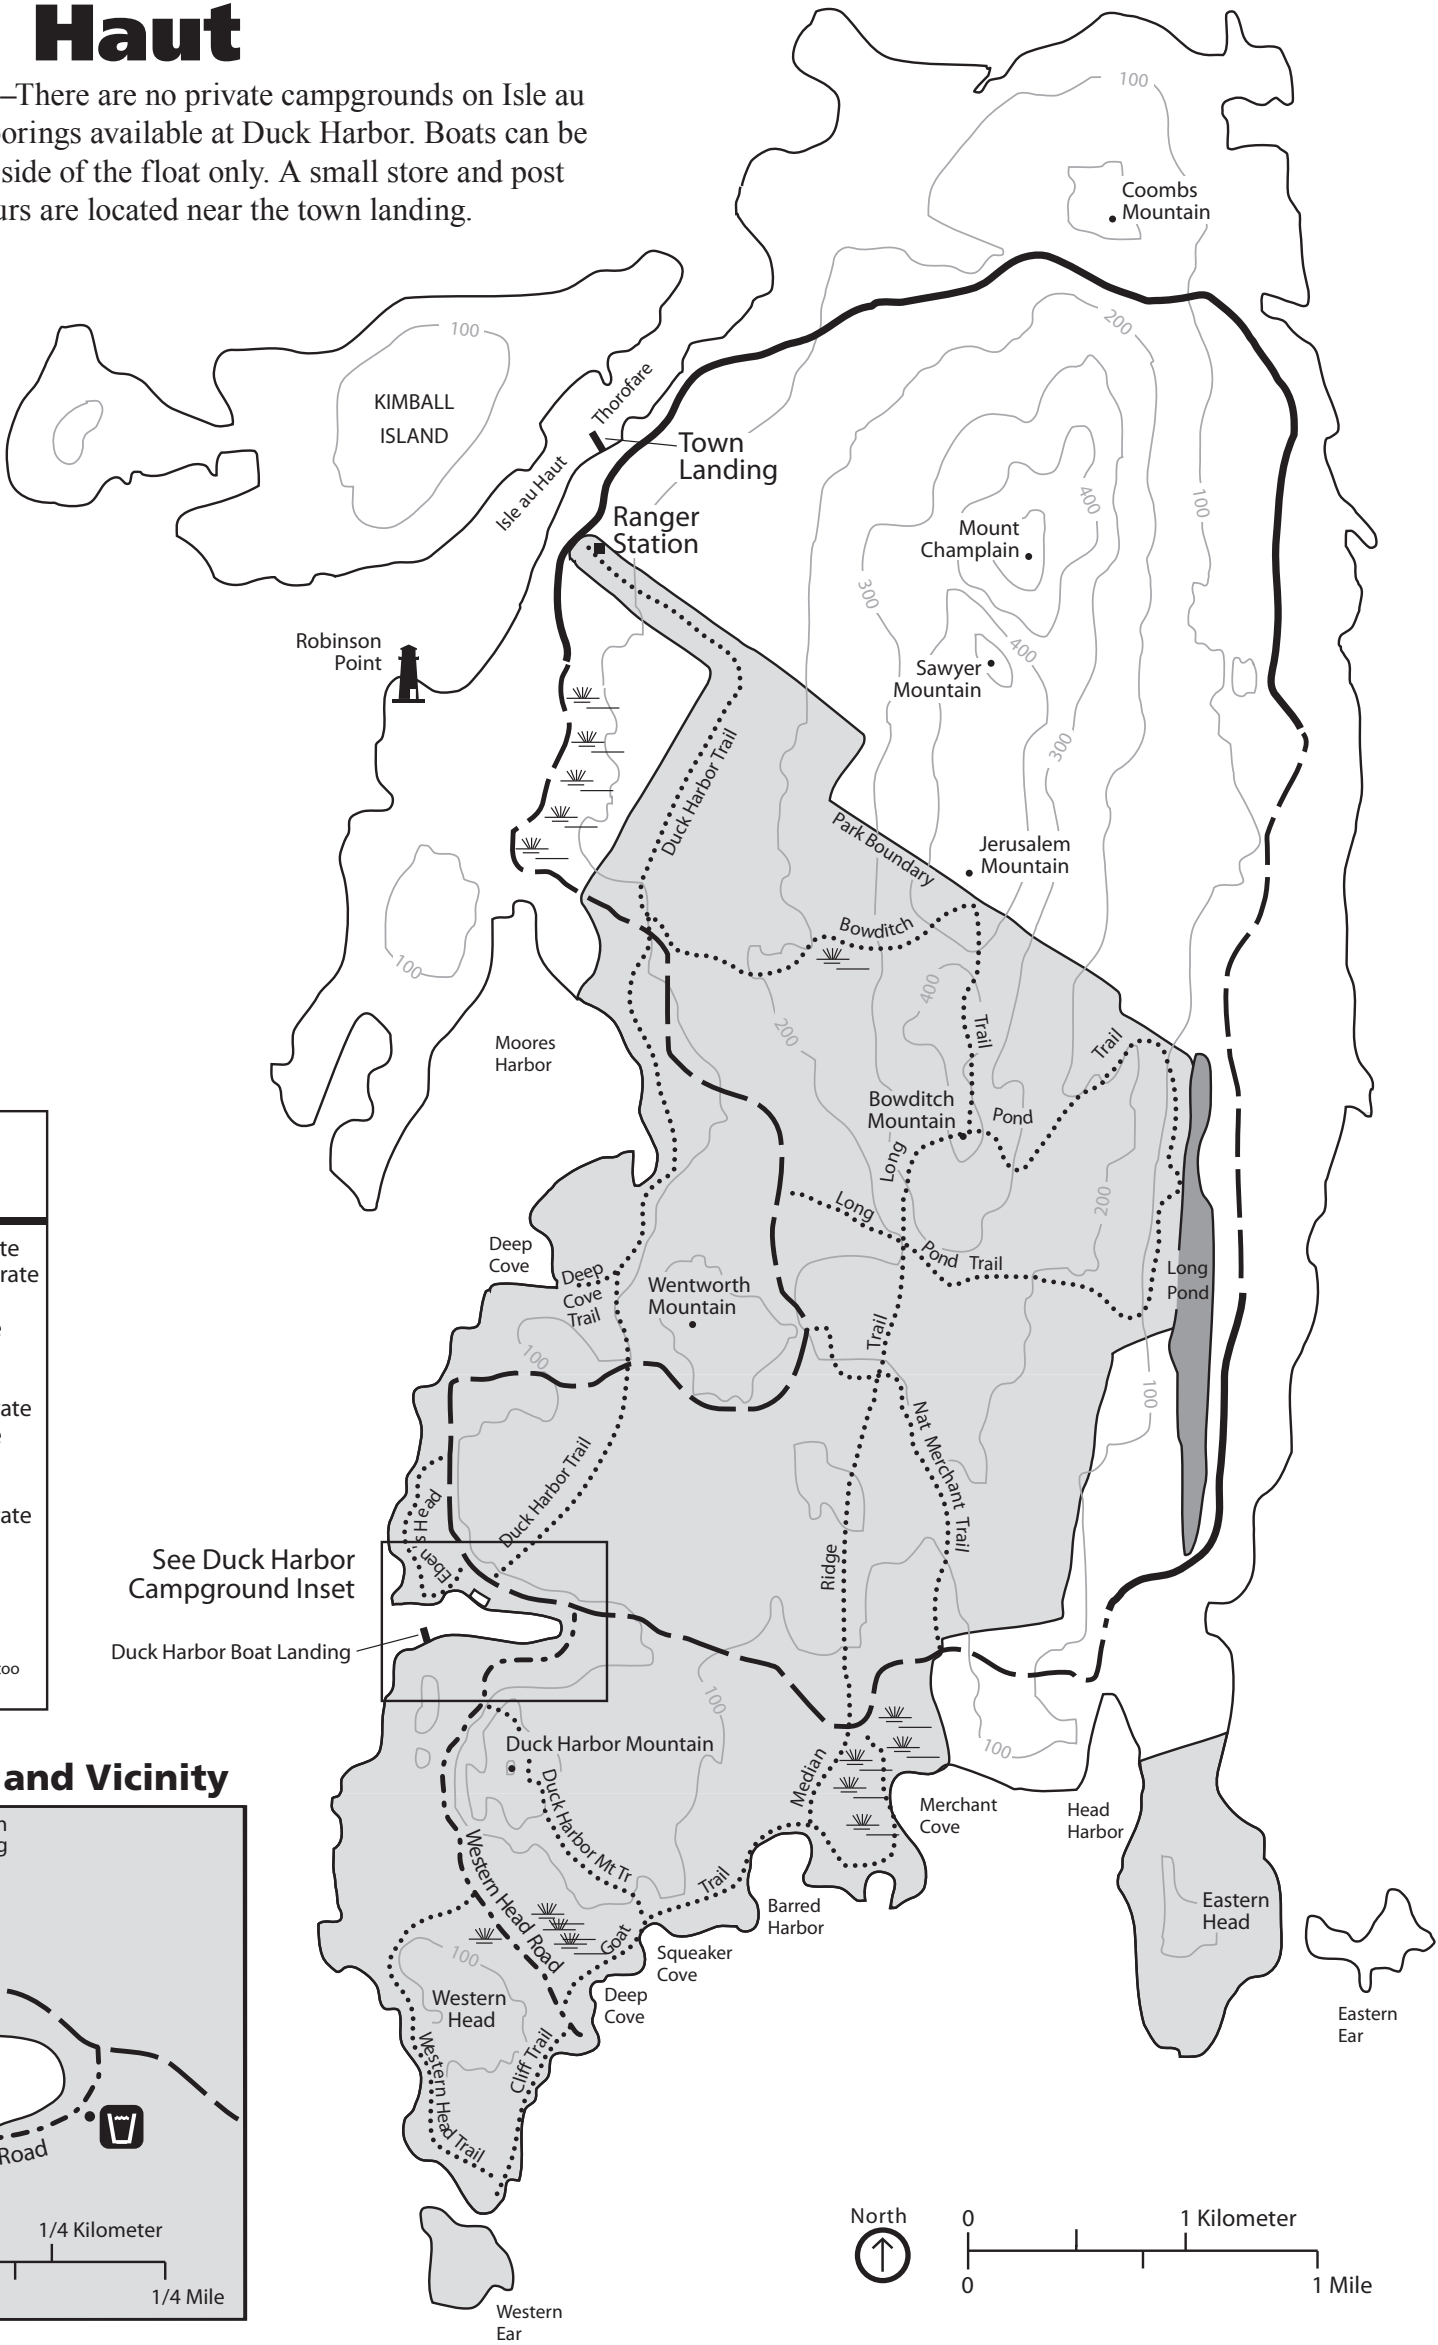 Haut
–There are no private campgrounds on Isle au
orings available at Duck Harbor. Boats can be
side of the float only. A small store and post
urs are located near the town landing.
100
Coombs
Mountain
200
100
KIMBALL
ISLAND
Isle au Haut Thorofare
Town
Landing
Ranger
Station
400
100
Mount
Champlain
300
Robinson
Point
400
Sawyer
Mountain
300
Duck Harbor Trail
Park Boundary
Jerusalem
Mountain
Bowditch
Trail
100
400
200
Moores
Harbor
Trail
Bowditch
Mountain
Pond
Long
200
Long
Pond Trail
Deep
Cove
Deep
Cove
Trail
Wentworth
Mountain
Long
Pond
Trail
100
100
Nat Merchant Trail
Duck Harbor Trail
Eben's Head
See Duck Harbor
Campground Inset
Ridge
Duck Harbor Boat Landing
100
100
Duck Harbor Mountain
Median
Duck Harbor Mt Tr
Merchant
Cove
Head
Harbor
Western Head Road
Trail
Barred
Harbor
Eastern
Head
Goat
Squeaker
Cove
100
Western
Head
Deep
Cove
Eastern
Ear
Cliff Trail
Western Head Trail
Western
Ear
North
0
1 Kilometer
0
1 Mile
te
rate
ate
ate
too
and Vicinity
n
g
Road
1/4 Kilometer
1/4 Mile